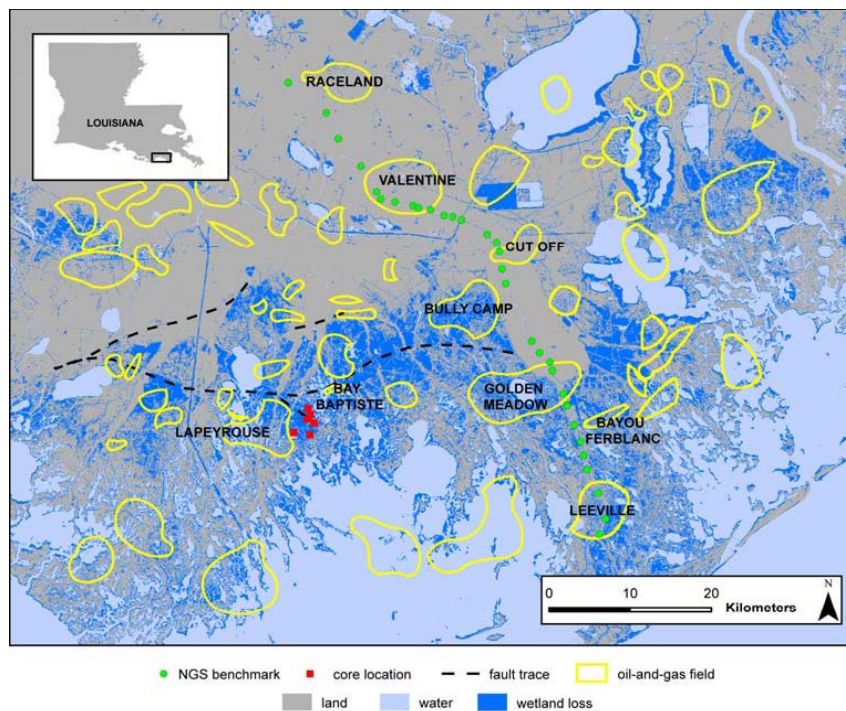 RACELAND
LOUISIANA
VALENTINE
CUT OFF
BULLY CAMP
BAY
BAPTISTE
GOLDEN
MEADOW
LAPEYROUSE
BAYOU
FERBLANC
LEEVILLE
N
0 10 20
Kilometers
NGS benchmark core location fault trace oil-and-gas field
land water wetland loss